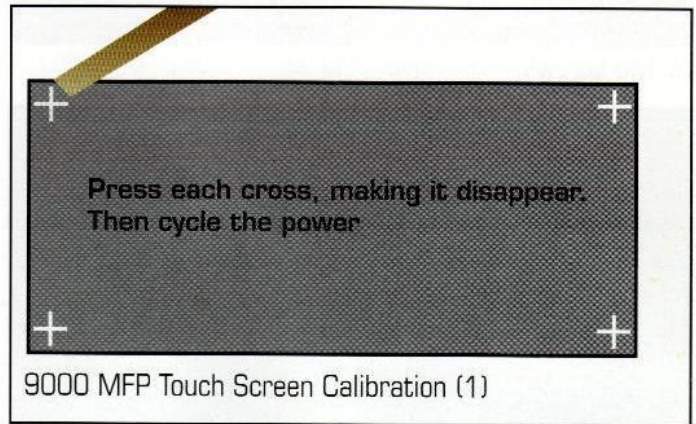 Press each cross, making it disappear.
Then cycle the power
9000 MFP Touch Screen Calibration (1)